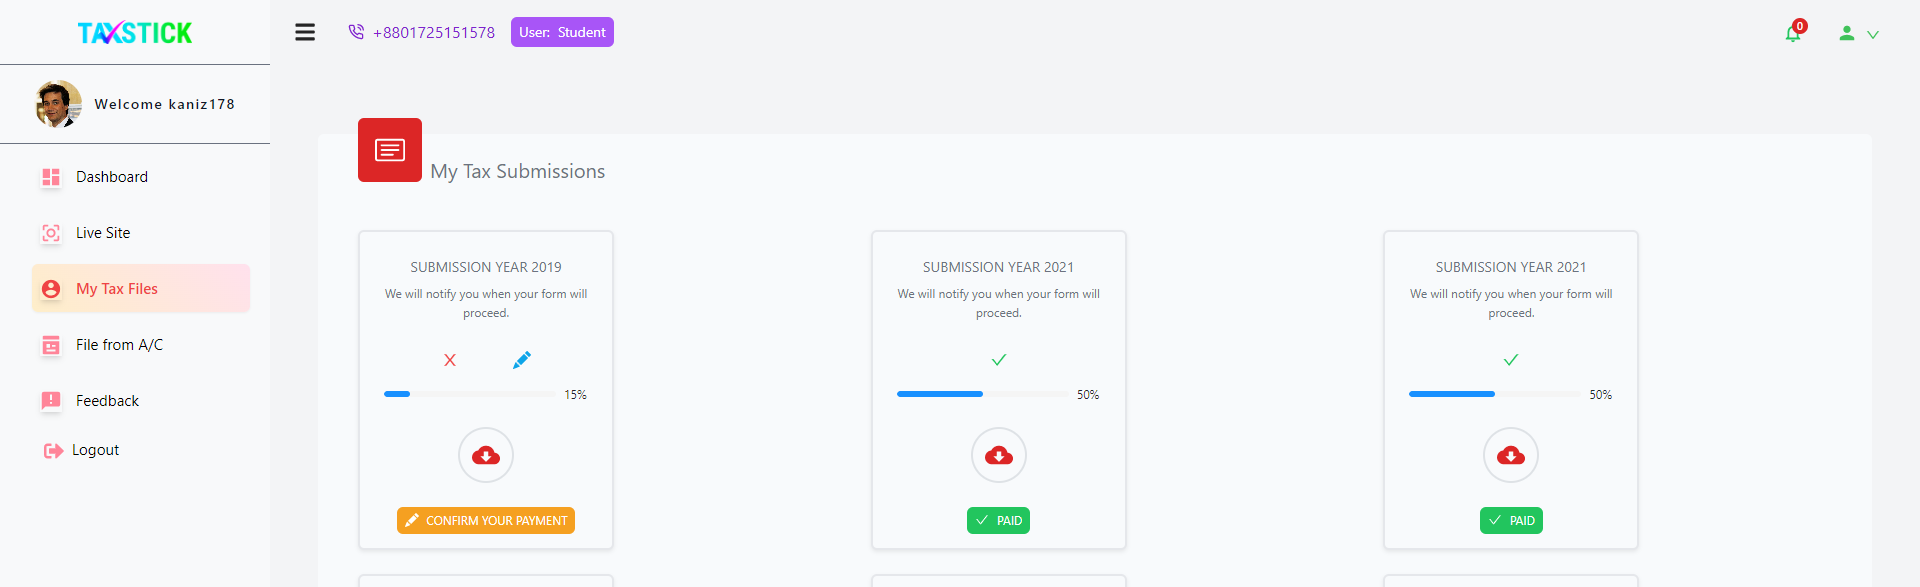 TAXSTICK
+8801725151578
User: Student
0
Welcome kaniz178
Dashboard
Live Site
My Tax Files
File from A/C
Feedback
Logout
My Tax Submissions
SUBMISSION YEAR 2019
We will notify you when your form will
proceed.
15%
CONFIRM YOUR PAYMENT
SUBMISSION YEAR 2021
We will notify you when your form will
proceed.
50%
PAID
SUBMISSION YEAR 2021
We will notify you when your form will
proceed.
50%
PAID